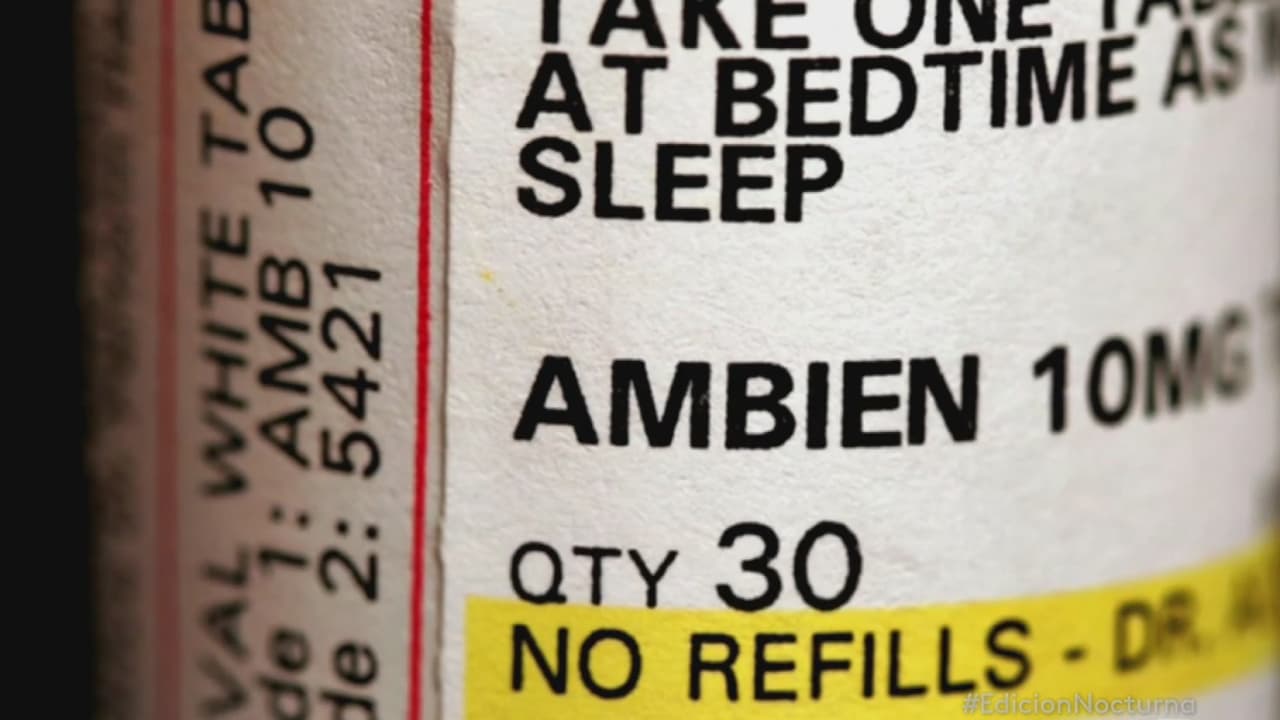 TAKE ONE TAB
AT BEDTIME AS
SLEEP
AMBIEN 10MG
QTY 30
NO REFILLS - DR.
VAL WHITE TAB
de 1: AMB 10
de 2: 5421
#EdicionNocturna